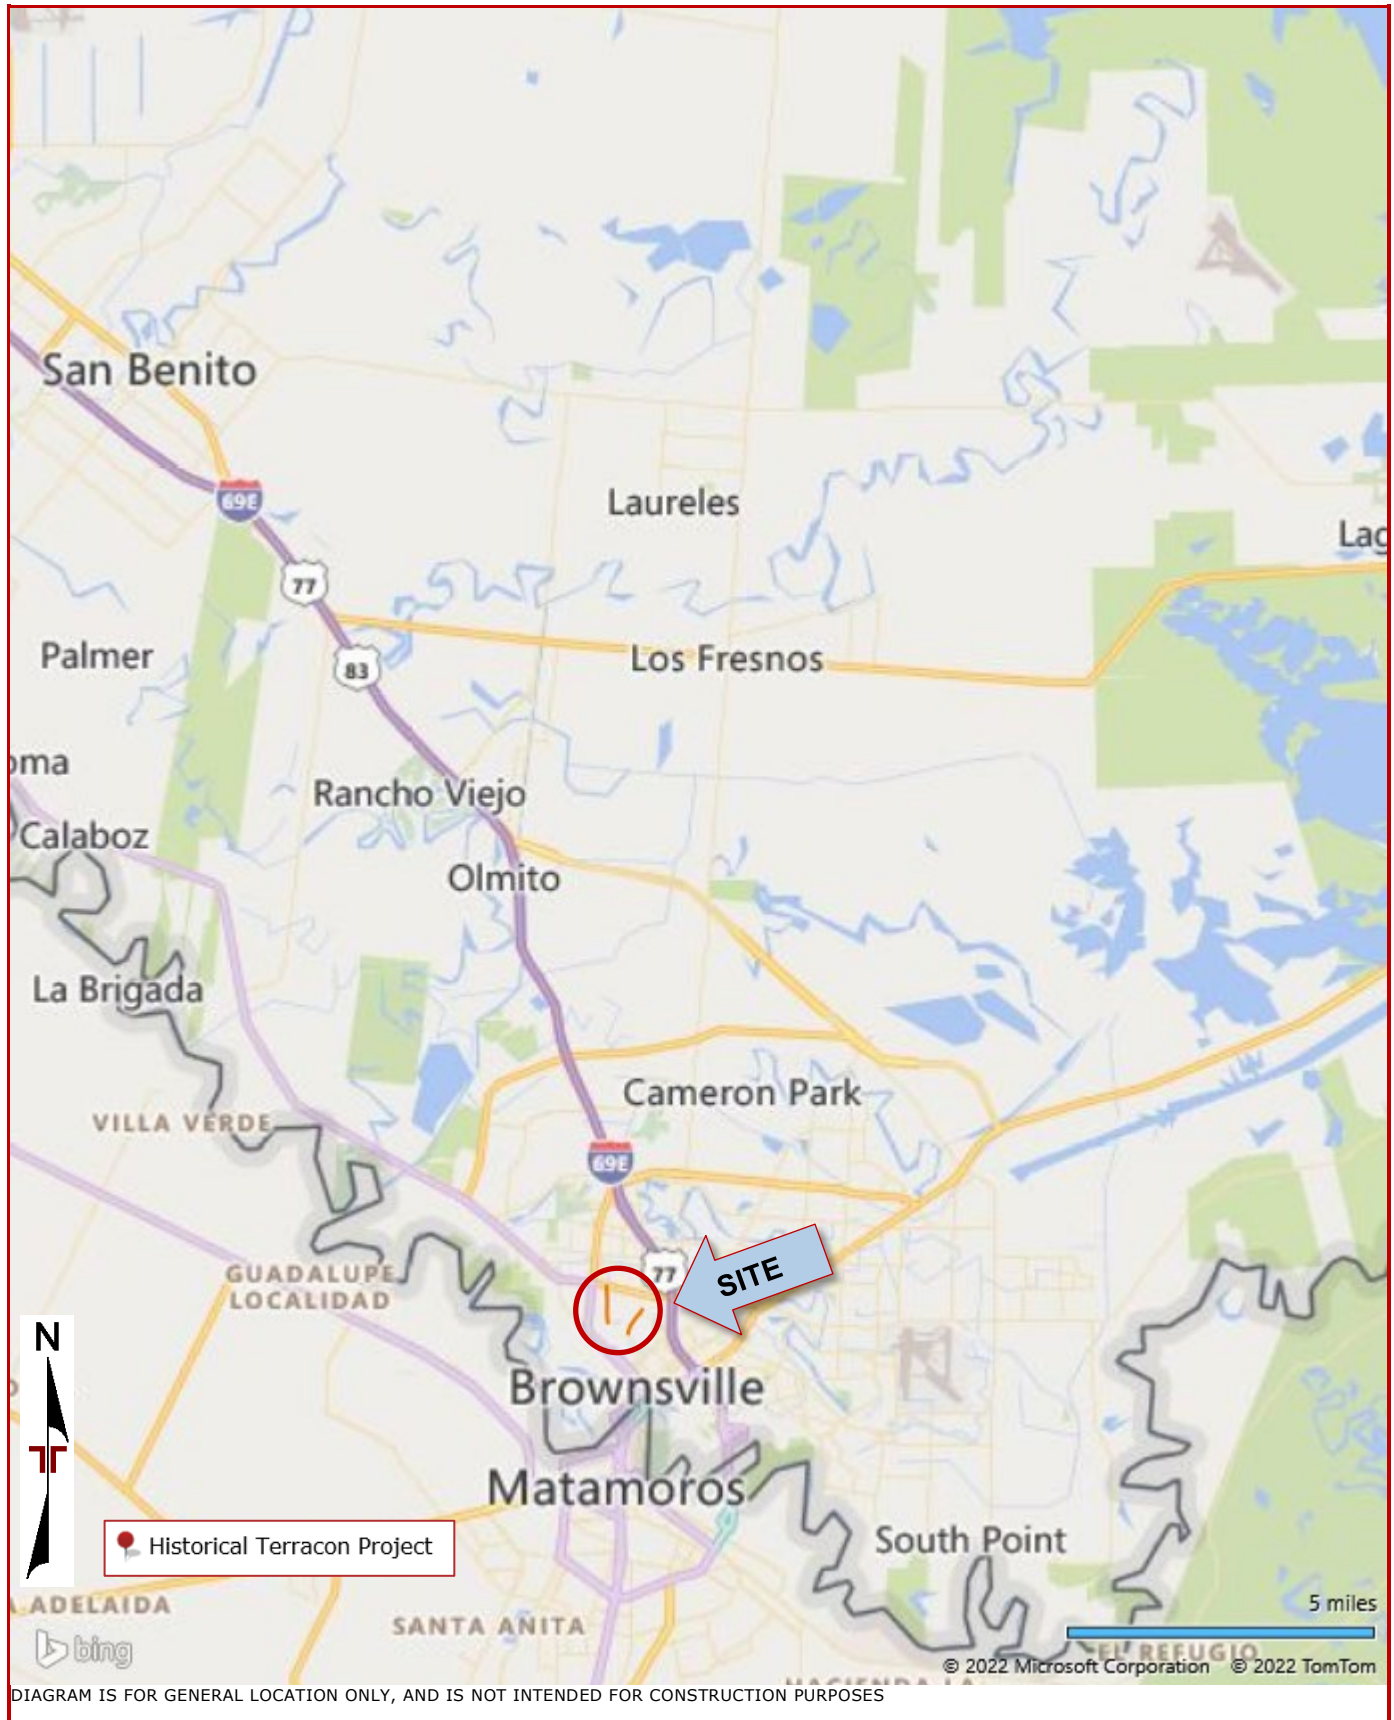 San Benito
69E
Laureles
Lag
77
Palmer
83
Los Fresnos
oma
Rancho Viejo
Calaboz
Olmito
La Brigada
Cameron Park
VILLA VERDE
69E
SITE
77
GUADALUPE
LOCALIDAD
N
Brownsville
Matamoros
South Point
Historical Terracon Project
ADELAIDA
SANTA ANITA
5 miles
bing
EL REFUGIO
© 2022 Microsoft Corporation © 2022 TomTom
HACIENDA LA
DIAGRAM IS FOR GENERAL LOCATION ONLY, AND IS NOT INTENDED FOR CONSTRUCTION PURPOSES